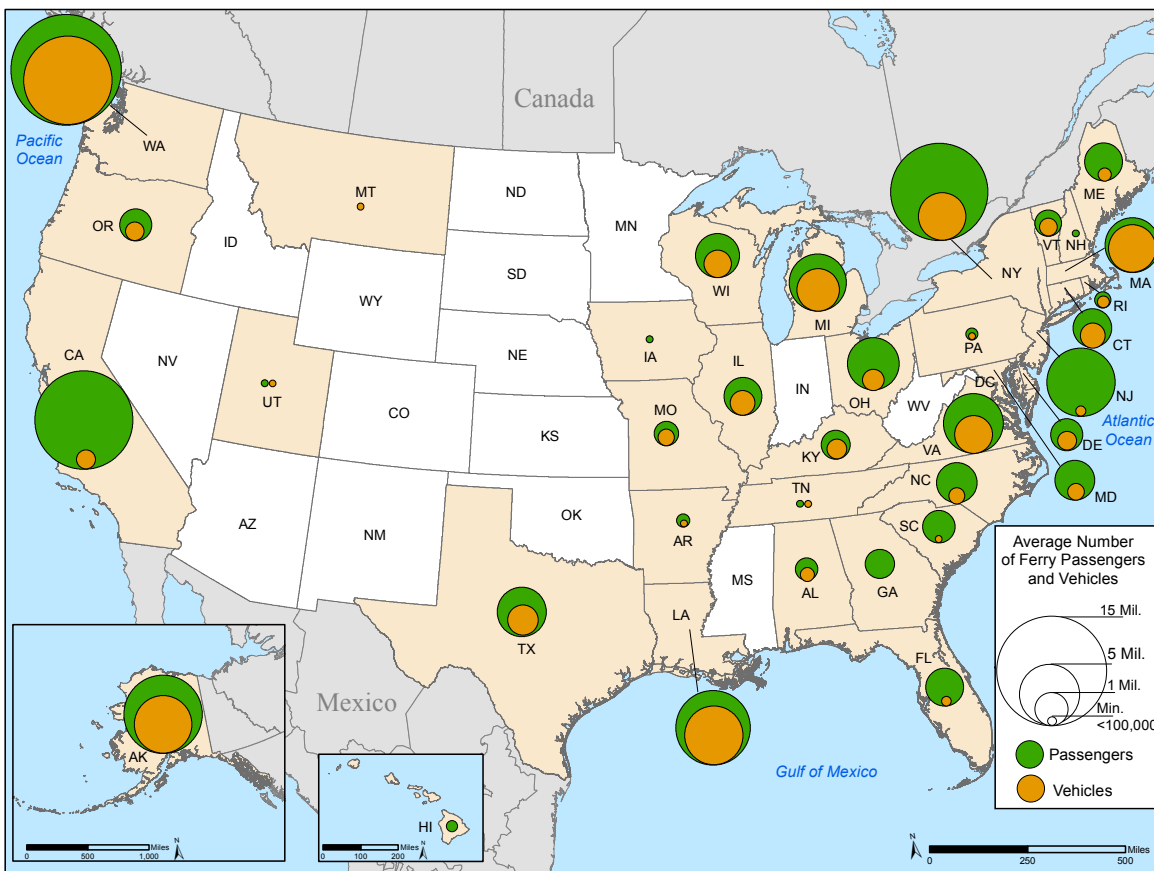 Canada
Pacific
Ocean
WA
MT
ND
MN
ME
OR
ID
VT
NH
NY
MA
SD
WI
WY
MI
RI
CT
CA
NV
IA
NE
PA
UT
IL
IN
OH
DC
NJ
CO
MO
WV
Atlantic
Ocean
KS
VA
DE
KY
NC
MD
TN
AZ
NM
OK
AR
SC
MS
AL
GA
LA
TX
FL
Mexico
Gulf of Mexico
AK
HI
Average Number
of Ferry Passengers
and Vehicles
15 Mil.
5 Mil.
1 Mil.
Min.
<100,000
Passengers
Vehicles
N
Miles
0 500 1,000
N
Miles
0 100 200
N
Miles
0 250 500